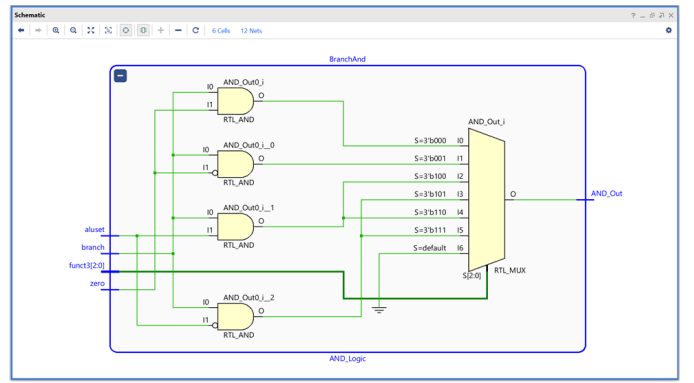 Schematic
6 Cells 12 Nets
BranchAnd
AND_Out0_i
I0
O
I1
RTL_AND
AND_Out0_i__0
I0
O
I1
RTL_AND
AND_Out0_i__1
I0
O
I1
RTL_AND
AND_Out0_i__2
I0
O
I1
RTL_AND
aluset
branch
funct3[2:0]
zero
AND_Out_i
S=3'b000 I0
S=3'b001 I1
S=3'b100 I2
S=3'b101 I3
S=3'b110 I4
S=3'b111 I5
S=default I6
O
S[2:0]
RTL_MUX
AND_Out
AND_Logic